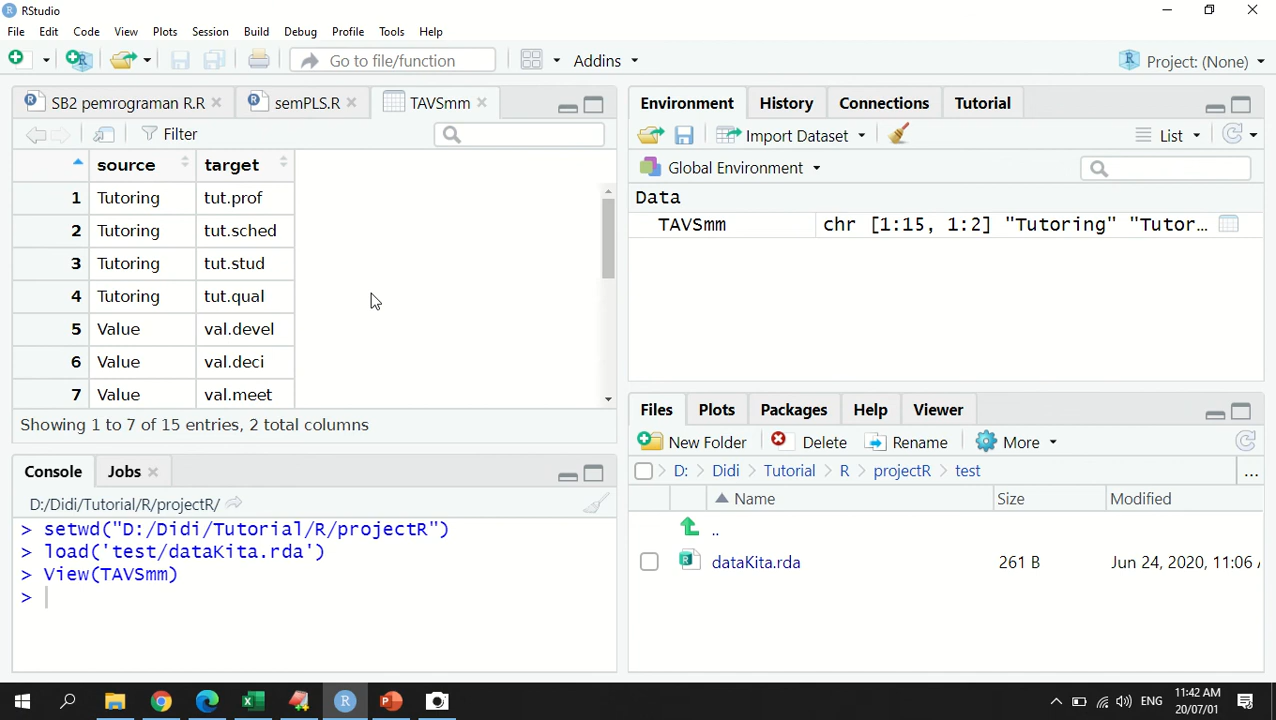 RStudio
File Edit Code View Plots Session Build Debug Profile Tools Help
Go to file/function Addins Project: (None)
SB2 pemrograman R.R semPLS.R TAVSmm
Filter
source target
1 Tutoring tut.prof
2 Tutoring tut.sched
3 Tutoring tut.stud
4 Tutoring tut.qual
5 Value val.devel
6 Value val.deci
7 Value val.meet
Showing 1 to 7 of 15 entries, 2 total columns
Console Jobs
D:/Didi/Tutorial/R/projectR/
> setwd("D:/Didi/Tutorial/R/projectR")
> load('test/dataKita.rda')
> View(TAVSmm)
>
Environment History Connections Tutorial
Import Dataset List
Global Environment
Data
TAVSmm chr [1:15, 1:2] "Tutoring" "Tutor…
Files Plots Packages Help Viewer
New Folder Delete Rename More
D: Didi Tutorial R projectR test ...
Name Size Modified
..
dataKita.rda 261 B Jun 24, 2020, 11:06
ENG
11:42 AM
20/07/01